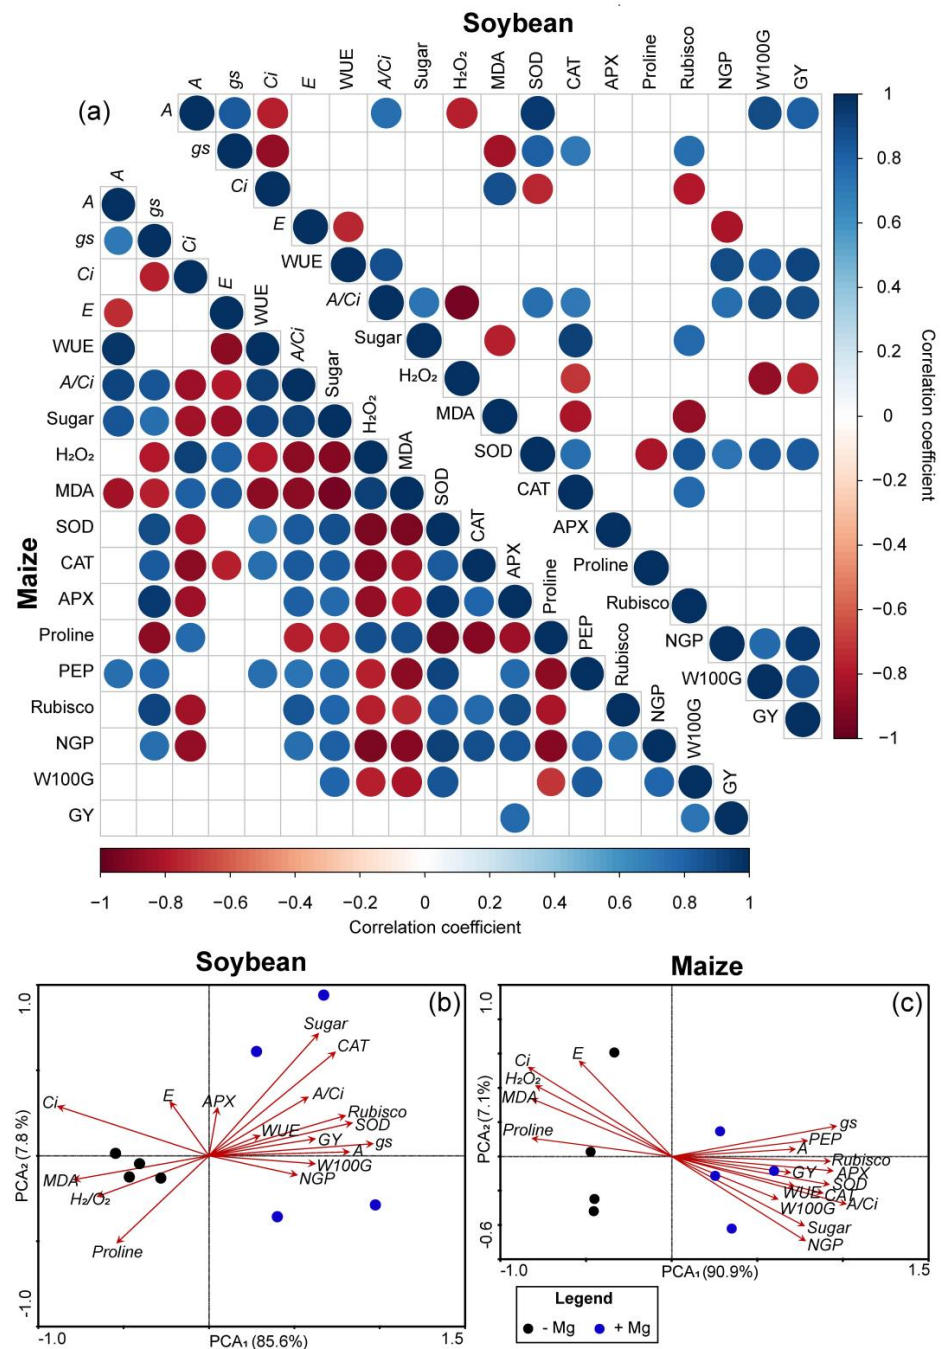 Soybean
A gs Ci E WUE A/Ci Sugar H₂O₂ MDA SOD CAT APX Proline Rubisco NGP W100G GY
(a)
A
gs
Ci
E
WUE
A/Ci
Sugar
H₂O₂
MDA
SOD
CAT
APX
Proline
Rubisco
NGP
W100G
GY
1
0.8
0.6
0.4
0.2
0
−0.2
−0.4
−0.6
−0.8
−1
Correlation coefficient
Maize
A
gs
Ci
E
WUE
A/Ci
Sugar
H₂O₂
MDA
SOD
CAT
APX
Proline
PEP
Rubisco
NGP
W100G
GY
A
gs
Ci
E
WUE
A/Ci
Sugar
H₂O₂
MDA
SOD
CAT
APX
Proline
PEP
Rubisco
NGP
W100G
GY
−1 −0.8 −0.6 −0.4 −0.2 0 0.2 0.4 0.6 0.8 1
Correlation coefficient
Soybean
(b)
1.0
PCA₂ (7.8 %)
-1.0
Sugar
CAT
A/Ci
Ci
E
APX
Rubisco
SOD
WUE
GY
gs
A
W100G
NGP
MDA
H₂/O₂
Proline
-1.0
PCA₁ (85.6%)
1.5
Maize
(c)
1.0
PCA₂ (7.1%)
-0.6
Ci
E
H₂O₂
MDA
Proline
gs
PEP
A
Rubisco
GY
APX
SOD
WUE
CAT
A/Ci
W100G
Sugar
NGP
-1.0
PCA₁ (90.9%)
1.5
Legend
- Mg
+ Mg